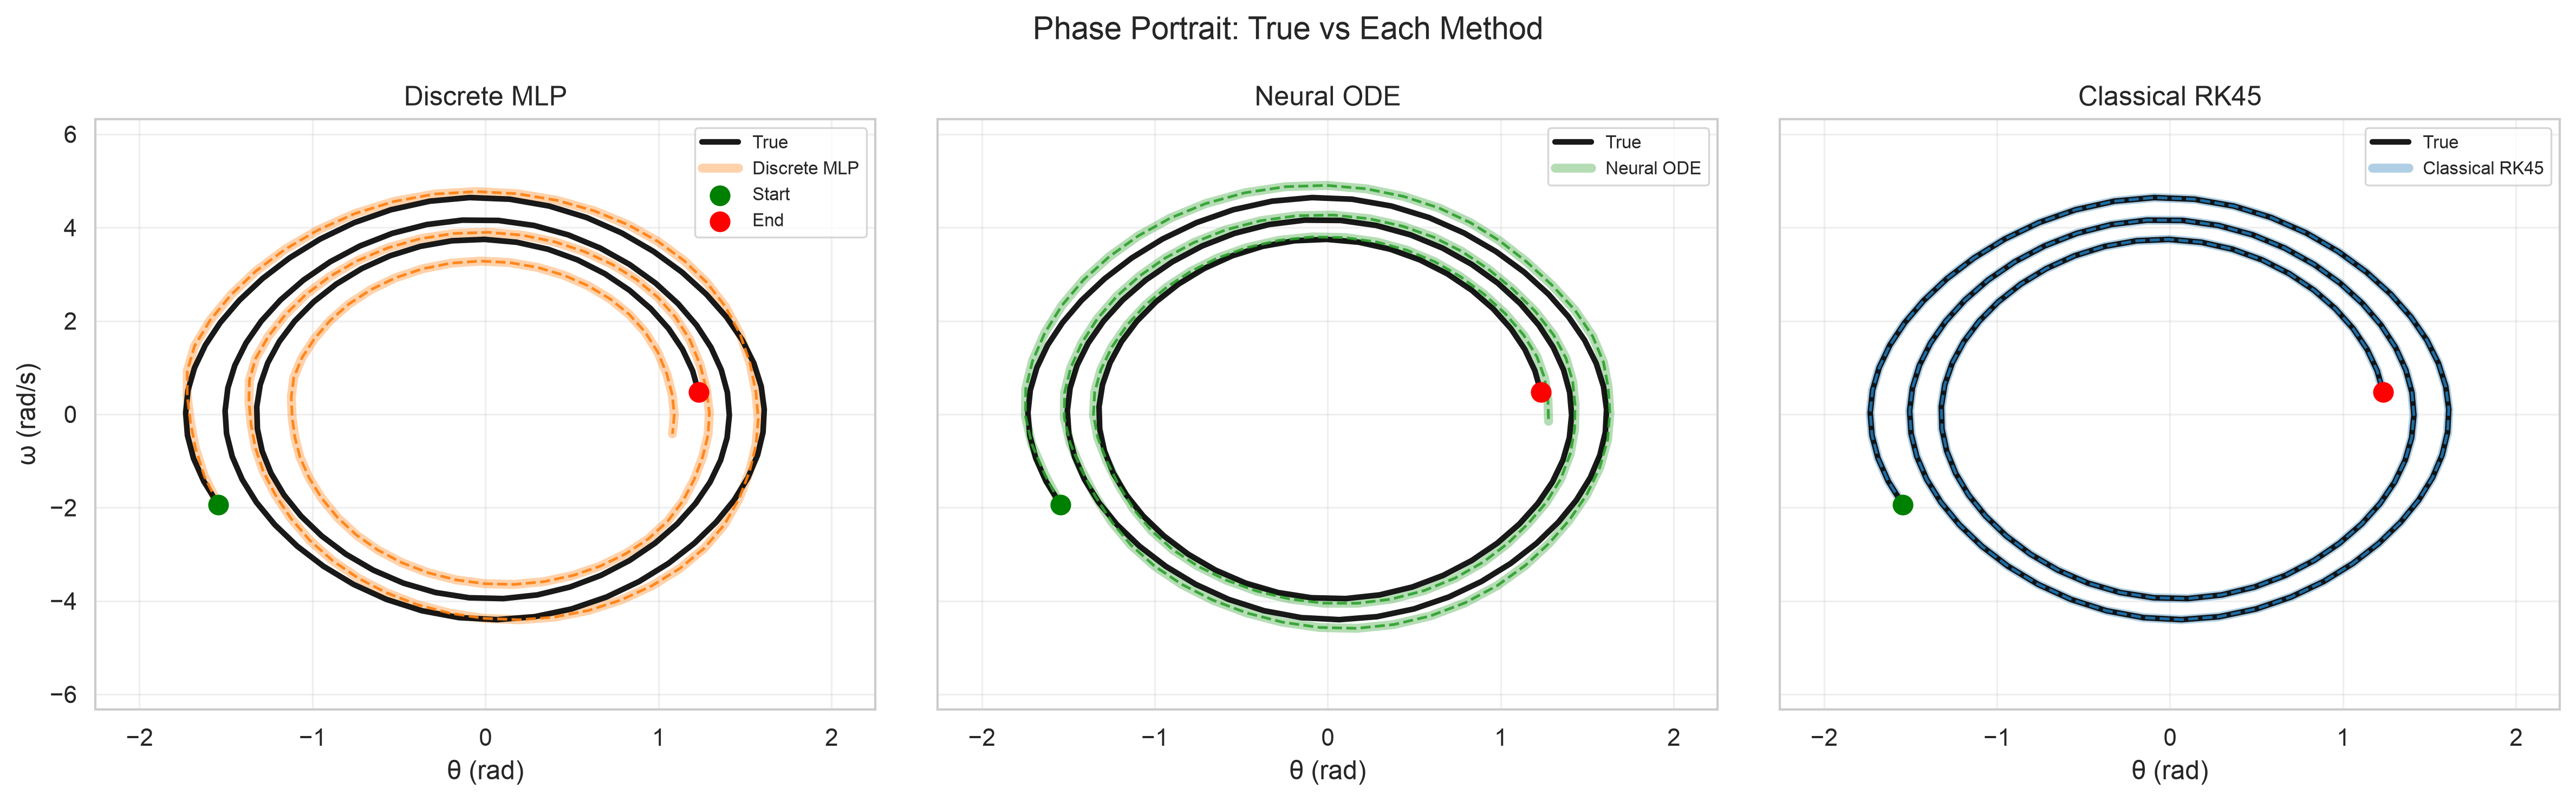 Phase Portrait: True vs Each Method
Discrete MLP
6
4
2
0
−2
−4
−6
ω (rad/s)
True
Discrete MLP
Start
End
−2
−1
0
1
2
θ (rad)
Neural ODE
True
Neural ODE
−2
−1
0
1
2
θ (rad)
Classical RK45
True
Classical RK45
−2
−1
0
1
2
θ (rad)